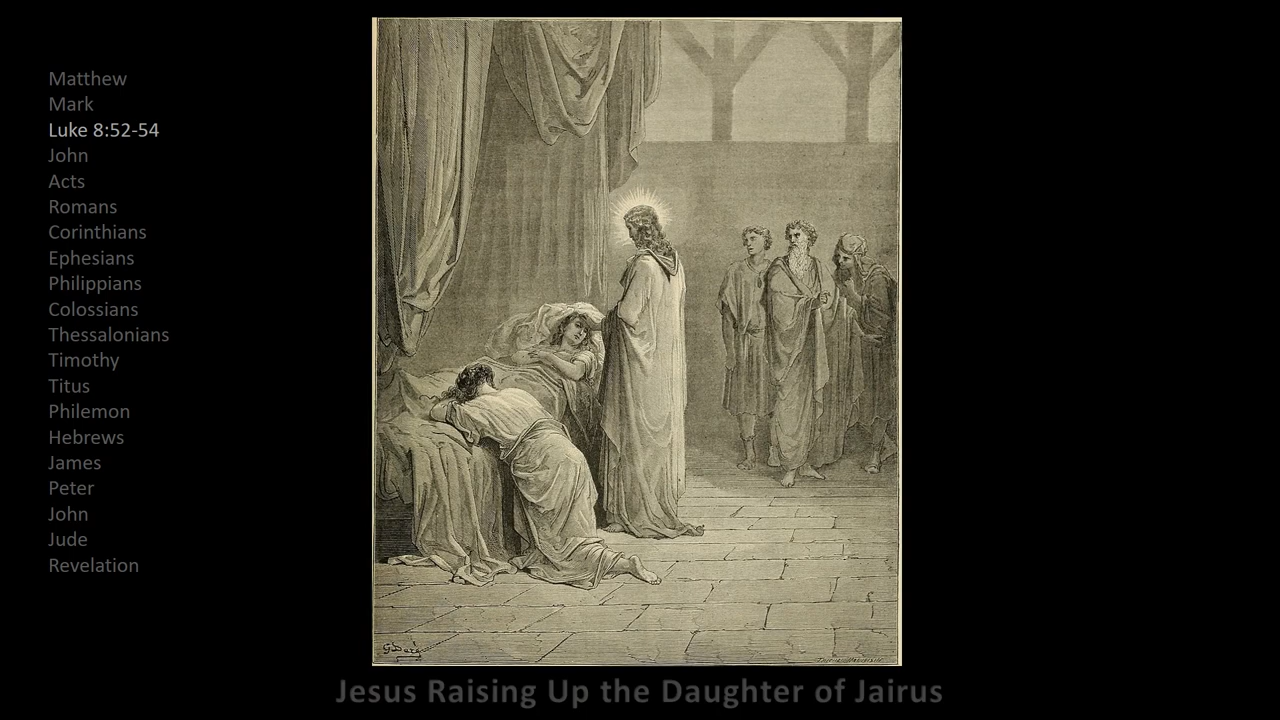 Matthew
Mark
Luke 8:52-54
John
Acts
Romans
Corinthians
Ephesians
Philippians
Colossians
Thessalonians
Timothy
Titus
Philemon
Hebrews
James
Peter
John
Jude
Revelation
G Doré
Jesus Raising Up the Daughter of Jairus